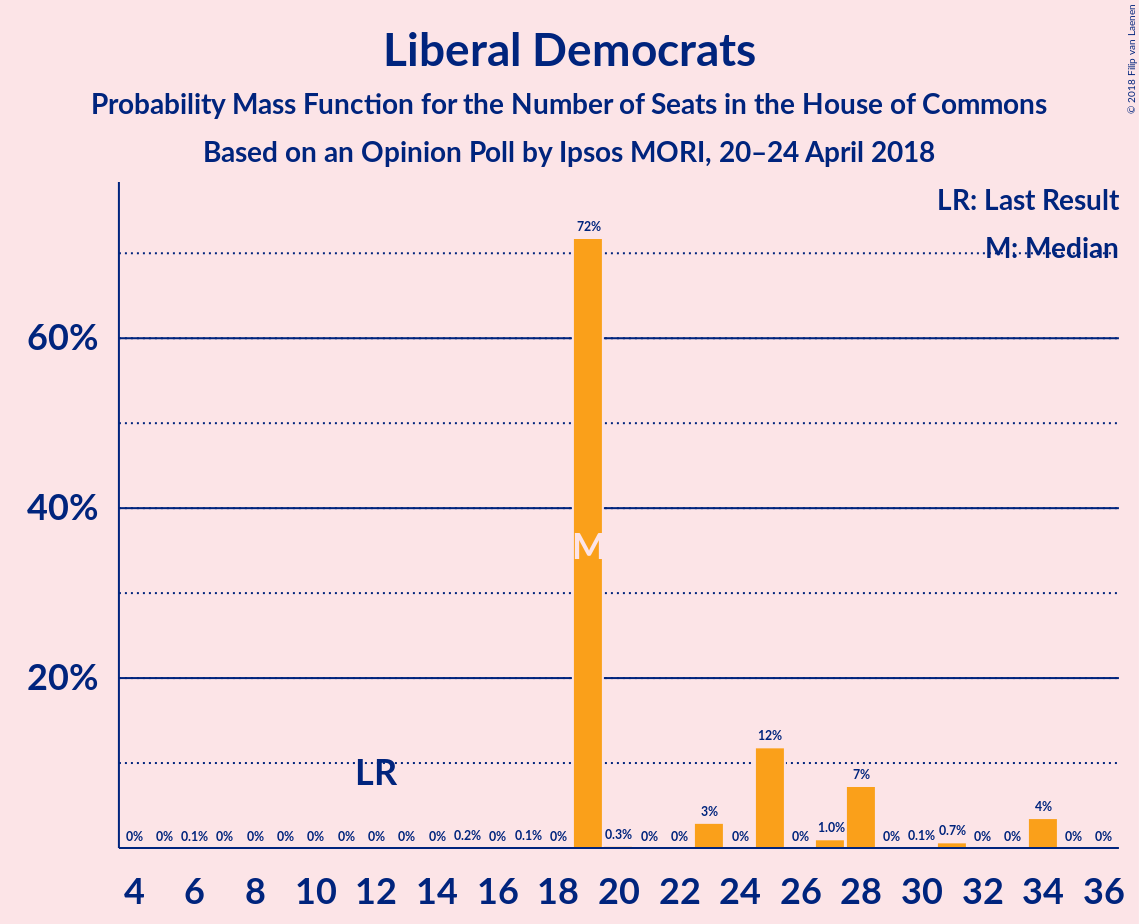 Liberal Democrats
Probability Mass Function for the Number of Seats in the House of Commons
Based on an Opinion Poll by Ipsos MORI, 20–24 April 2018
© 2018 Filip van Laenen
LR: Last Result
M: Median
72%
60%
40%
M
20%
12%
LR
7%
4%
3%
0% 0% 0.1% 0% 0% 0% 0% 0% 0% 0% 0% 0.2% 0% 0.1% 0% 0.3% 0% 0% 0% 0% 1.0% 0% 0.1% 0.7% 0% 0% 0% 0%
4 6 8 10 12 14 16 18 20 22 24 26 28 30 32 34 36